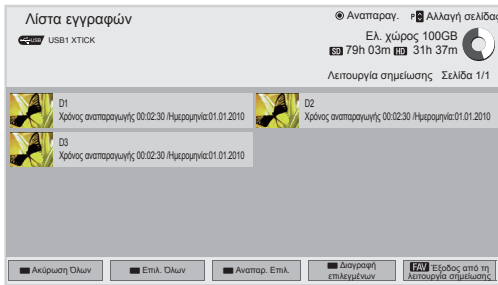 Λίστα εγγραφών
Αναπαραγ. P Αλλαγή σελίδας
USB USB1 XTICK
Ελ. χώρος 100GB
SD 79h 03m HD 31h 37m
Λειτουργία σημείωσης Σελίδα 1/1
D1
Χρόνος αναπαραγωγής 00:02:30 /Ημερομηνία:01.01.2010
D2
Χρόνος αναπαραγωγής 00:02:30 /Ημερομηνία:01.01.2010
D3
Χρόνος αναπαραγωγής 00:02:30 /Ημερομηνία:01.01.2010
Ακύρωση Όλων
Επιλ. Όλων
Αναπαρ. Επιλ.
Διαγραφή
επιλεγμένων
FAV Έξοδος από τη
λειτουργία σημείωσης